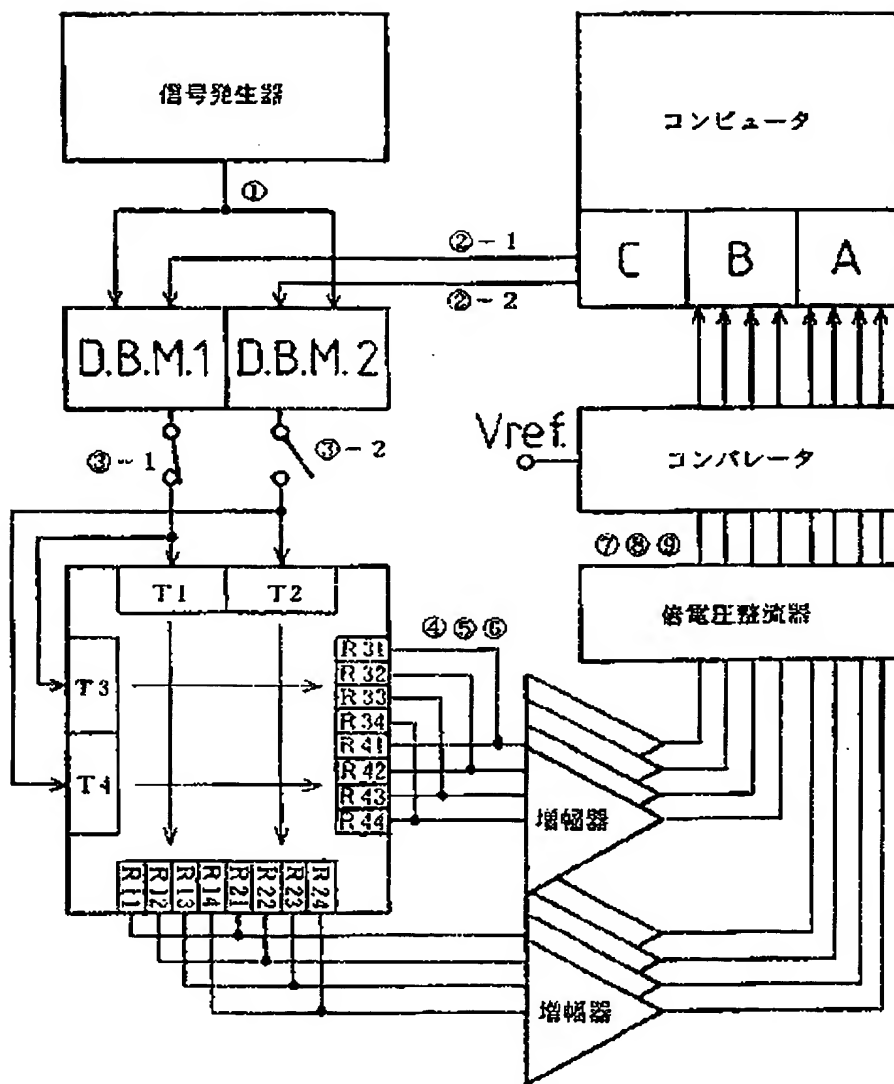 信号発生器
コンピュータ
①
②-1
C
B
A
②-2
D.B.M.1
D.B.M.2
Vref.
③-1
③-2
コンパレータ
⑦⑧⑨
T1
T2
倍電圧整流器
④⑤⑥
R31
R32
T3
R33
R34
R41
T4
R42
R43
R44
増幅器
R11
R12
R13
R14
R21
R22
R23
R24
増幅器